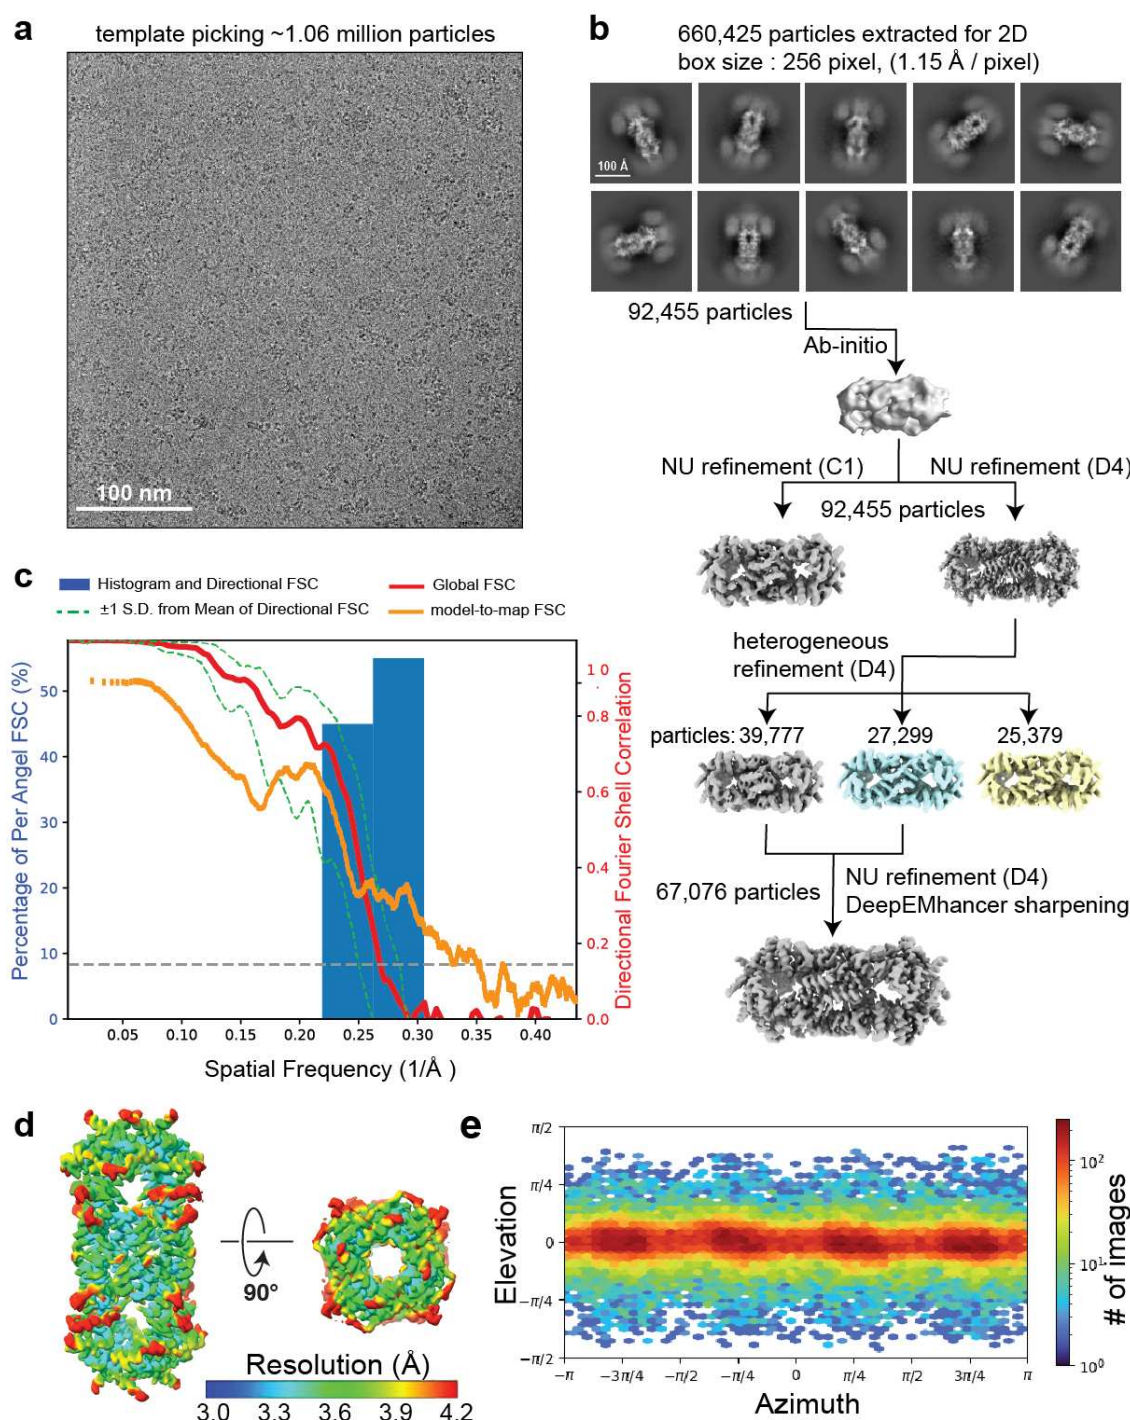 a
template picking ~1.06 million particles
100 nm
b
660,425 particles extracted for 2D
box size : 256 pixel, (1.15 Å / pixel)
100 Å
92,455 particles
Ab-initio
NU refinement (C1)
NU refinement (D4)
92,455 particles
heterogeneous
refinement (D4)
particles: 39,777
27,299
25,379
67,076 particles
NU refinement (D4)
DeepEMhancer sharpening
c
Histogram and Directional FSC
Global FSC
±1 S.D. from Mean of Directional FSC
model-to-map FSC
Percentage of Per Angel FSC (%)
50
40
30
20
10
0
1 0
0.8
0.6
0.4
0.2
0.0
Directional Fourier Shell Correlation
0.05 0.10 0.15 0.20 0.25 0.30 0.35 0.40
Spatial Frequency (1/Å )
d
90°
Resolution (Å)
3.0 3.3 3.6 3.9 4.2
e
Elevation
π/2
π/4
0
−π/4
−π/2
−π −3π/4 −π/2 −π/4 0 π/4 π/2 3π/4 π
Azimuth
10²
10¹
10⁰
# of images